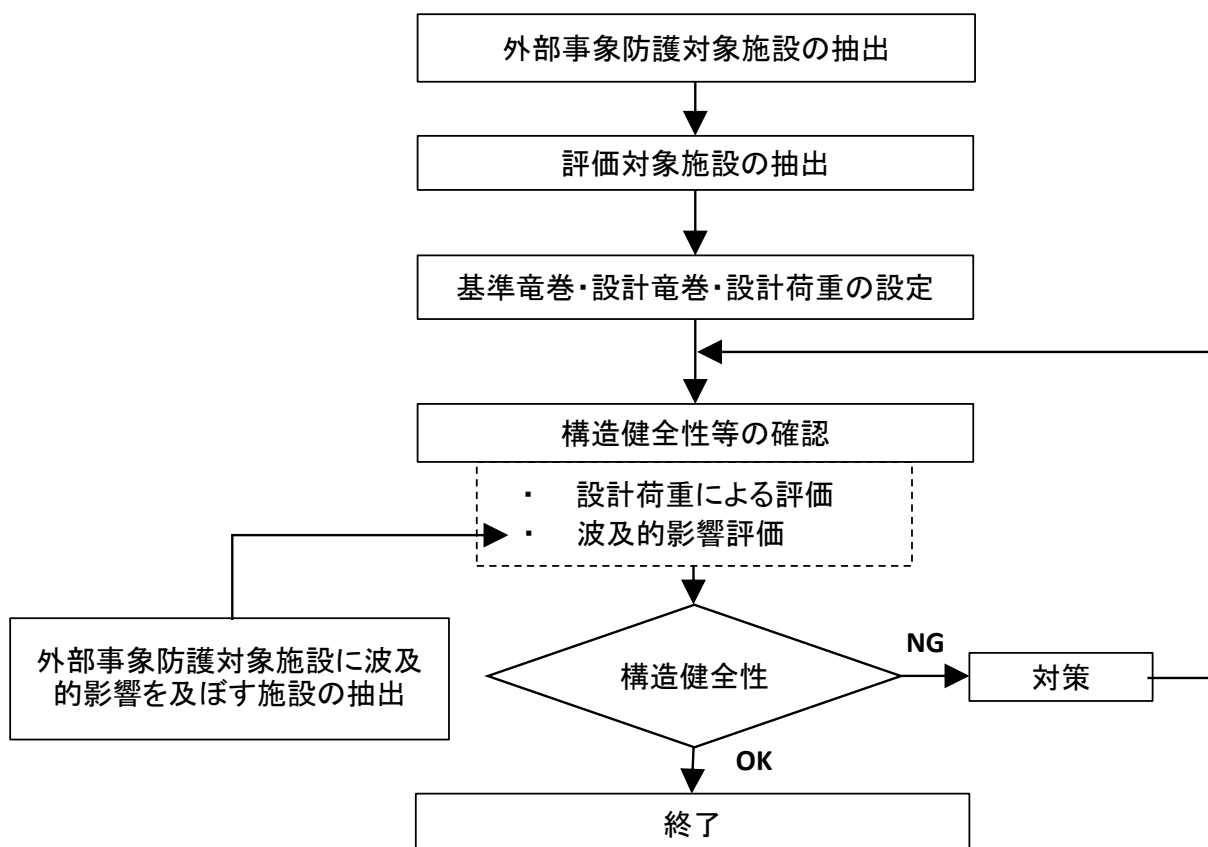 外部事象防護対象施設の抽出
評価対象施設の抽出
基準竜巻・設計竜巻・設計荷重の設定
構造健全性等の確認
・ 設計荷重による評価
・ 波及的影響評価
外部事象防護対象施設に波及
的影響を及ぼす施設の抽出
構造健全性
NG
対策
OK
終了